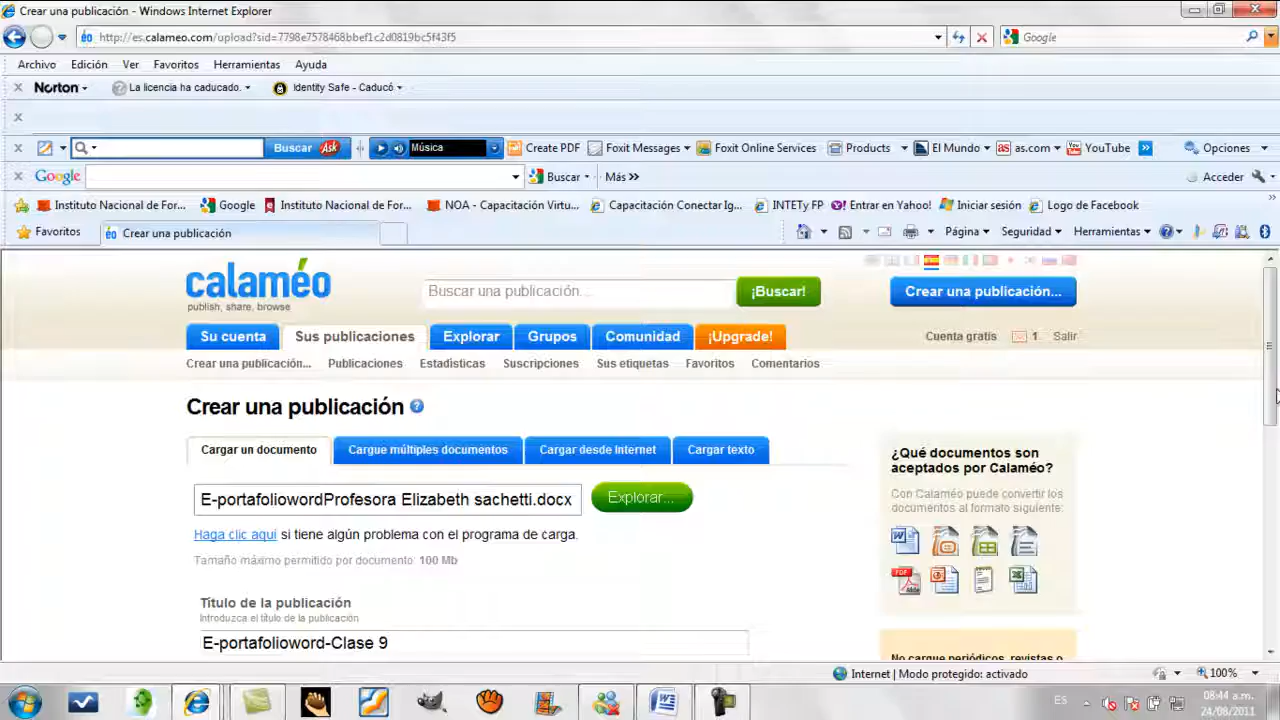 Crear una publicación - Windows Internet Explorer
http://es.calameo.com/upload?sid=7798e7578468bbef1c2d0819bc5f43f5
Google
Archivo Edición Ver Favoritos Herramientas Ayuda
Norton La licencia ha caducado. Identity Safe - Caducó
Buscar Ask Música Create PDF Foxit Messages Foxit Online Services Products El Mundo as.com YouTube » Opciones
Google Buscar Más » Acceder
Instituto Nacional de For... Google Instituto Nacional de For... NOA - Capacitación Virtu... Capacitación Conectar Ig... INTETy FP Entrar en Yahoo! Iniciar sesión Logo de Facebook
Favoritos Crear una publicación Página Seguridad Herramientas
calaméo
publish, share, browse
Buscar una publicación... ¡Buscar! Crear una publicación...
Su cuenta Sus publicaciones Explorar Grupos Comunidad ¡Upgrade! Cuenta gratis 1 Salir
Crear una publicación... Publicaciones Estadísticas Suscripciones Sus etiquetas Favoritos Comentarios
Crear una publicación ?
Cargar un documento Cargue múltiples documentos Cargar desde Internet Cargar texto
¿Qué documentos son
aceptados por Calaméo?
Con Calaméo puede convertir los
documentos al formato siguiente:
E-portafoliowordProfesora Elizabeth sachetti.docx Explorar...
Haga clic aquí si tiene algún problema con el programa de carga.
Tamaño máximo permitido por documento: 100 Mb
PDF
Título de la publicación
Introduzca el título de la publicación
E-portafolioword-Clase 9
No cargue periódicos, revistas o
Internet | Modo protegido: activado 100%
ES 08:44 a.m.
24/08/2011